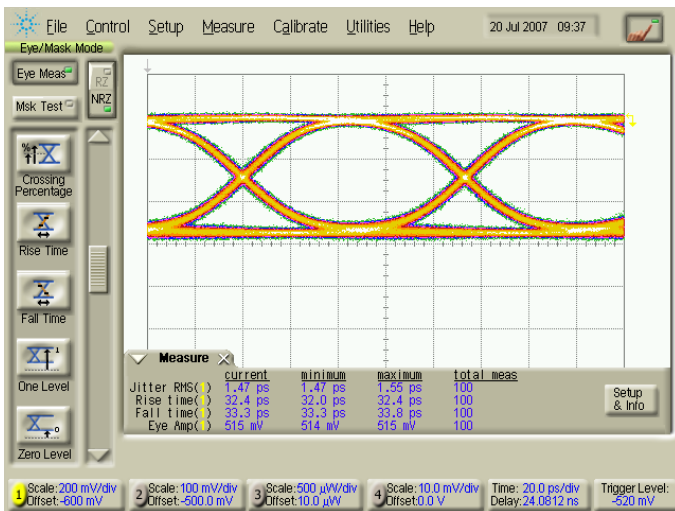 File Control Setup Measure Calibrate Utilities Help 20 Jul 2007 09:37
Eye/Mask Mode
Eye Meas
RZ
Msk Test
NRZ
Crossing
Percentage
Rise Time
Fall Time
One Level
Zero Level
Measure
current minimum maximum total meas
Jitter RMS(1) 1.47 ps 1.47 ps 1.55 ps 100
Rise time(1) 32.4 ps 32.0 ps 32.4 ps 100
Fall time(1) 33.3 ps 33.3 ps 33.8 ps 100
Eye Amp(1) 515 mV 514 mV 515 mV 100
Setup
& Info
1 Scale:200 mV/div
Offset:-600 mV
2 Scale:100 mV/div
Offset:-500.0 mV
3 Scale:500 µW/div
Offset:10.0 µW
4 Scale:10.0 mV/div
Offset:0.0 V
Time: 20.0 ps/div
Delay:24.0812 ns
Trigger Level:
-520 mV